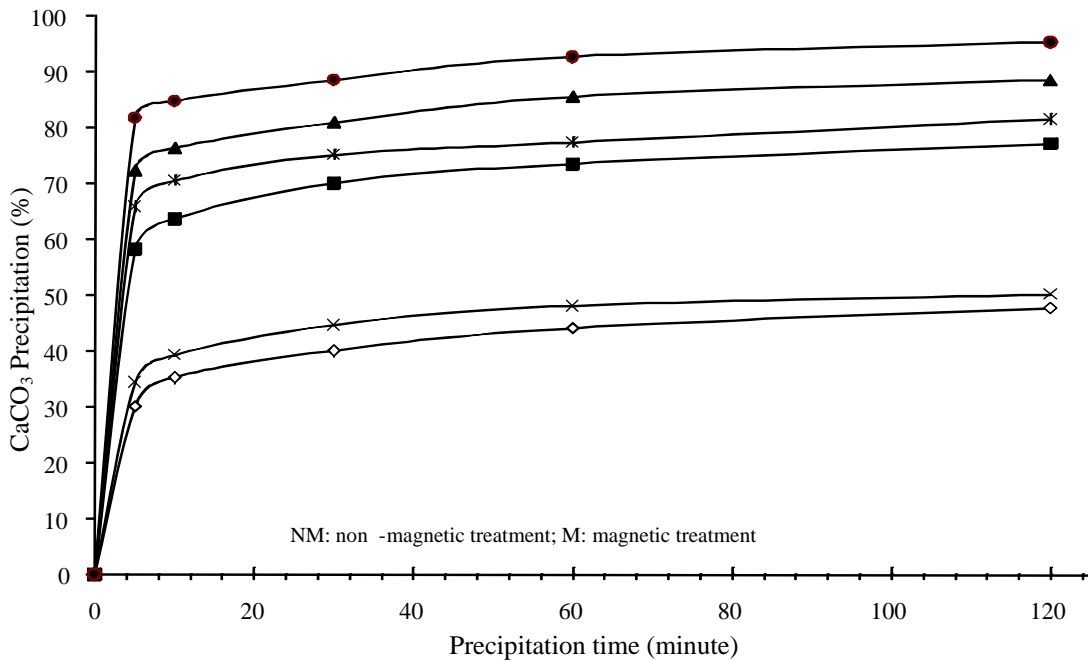 100
90
80
70
60
50
40
30
20
10
0
CaCO₃ Precipitation (%)
NM: non -magnetic treatment; M: magnetic treatment
0 20 40 60 80 100 120
Precipitation time (minute)